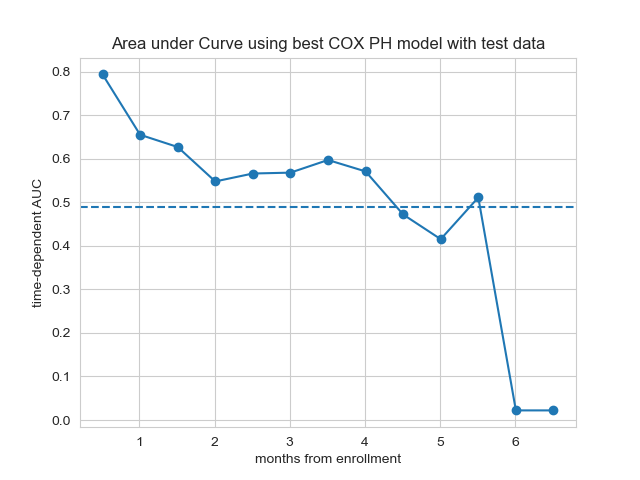 Area under Curve using best COX PH model with test data
time-dependent AUC
0.8
0.7
0.6
0.5
0.4
0.3
0.2
0.1
0.0
1 2 3 4 5 6
months from enrollment